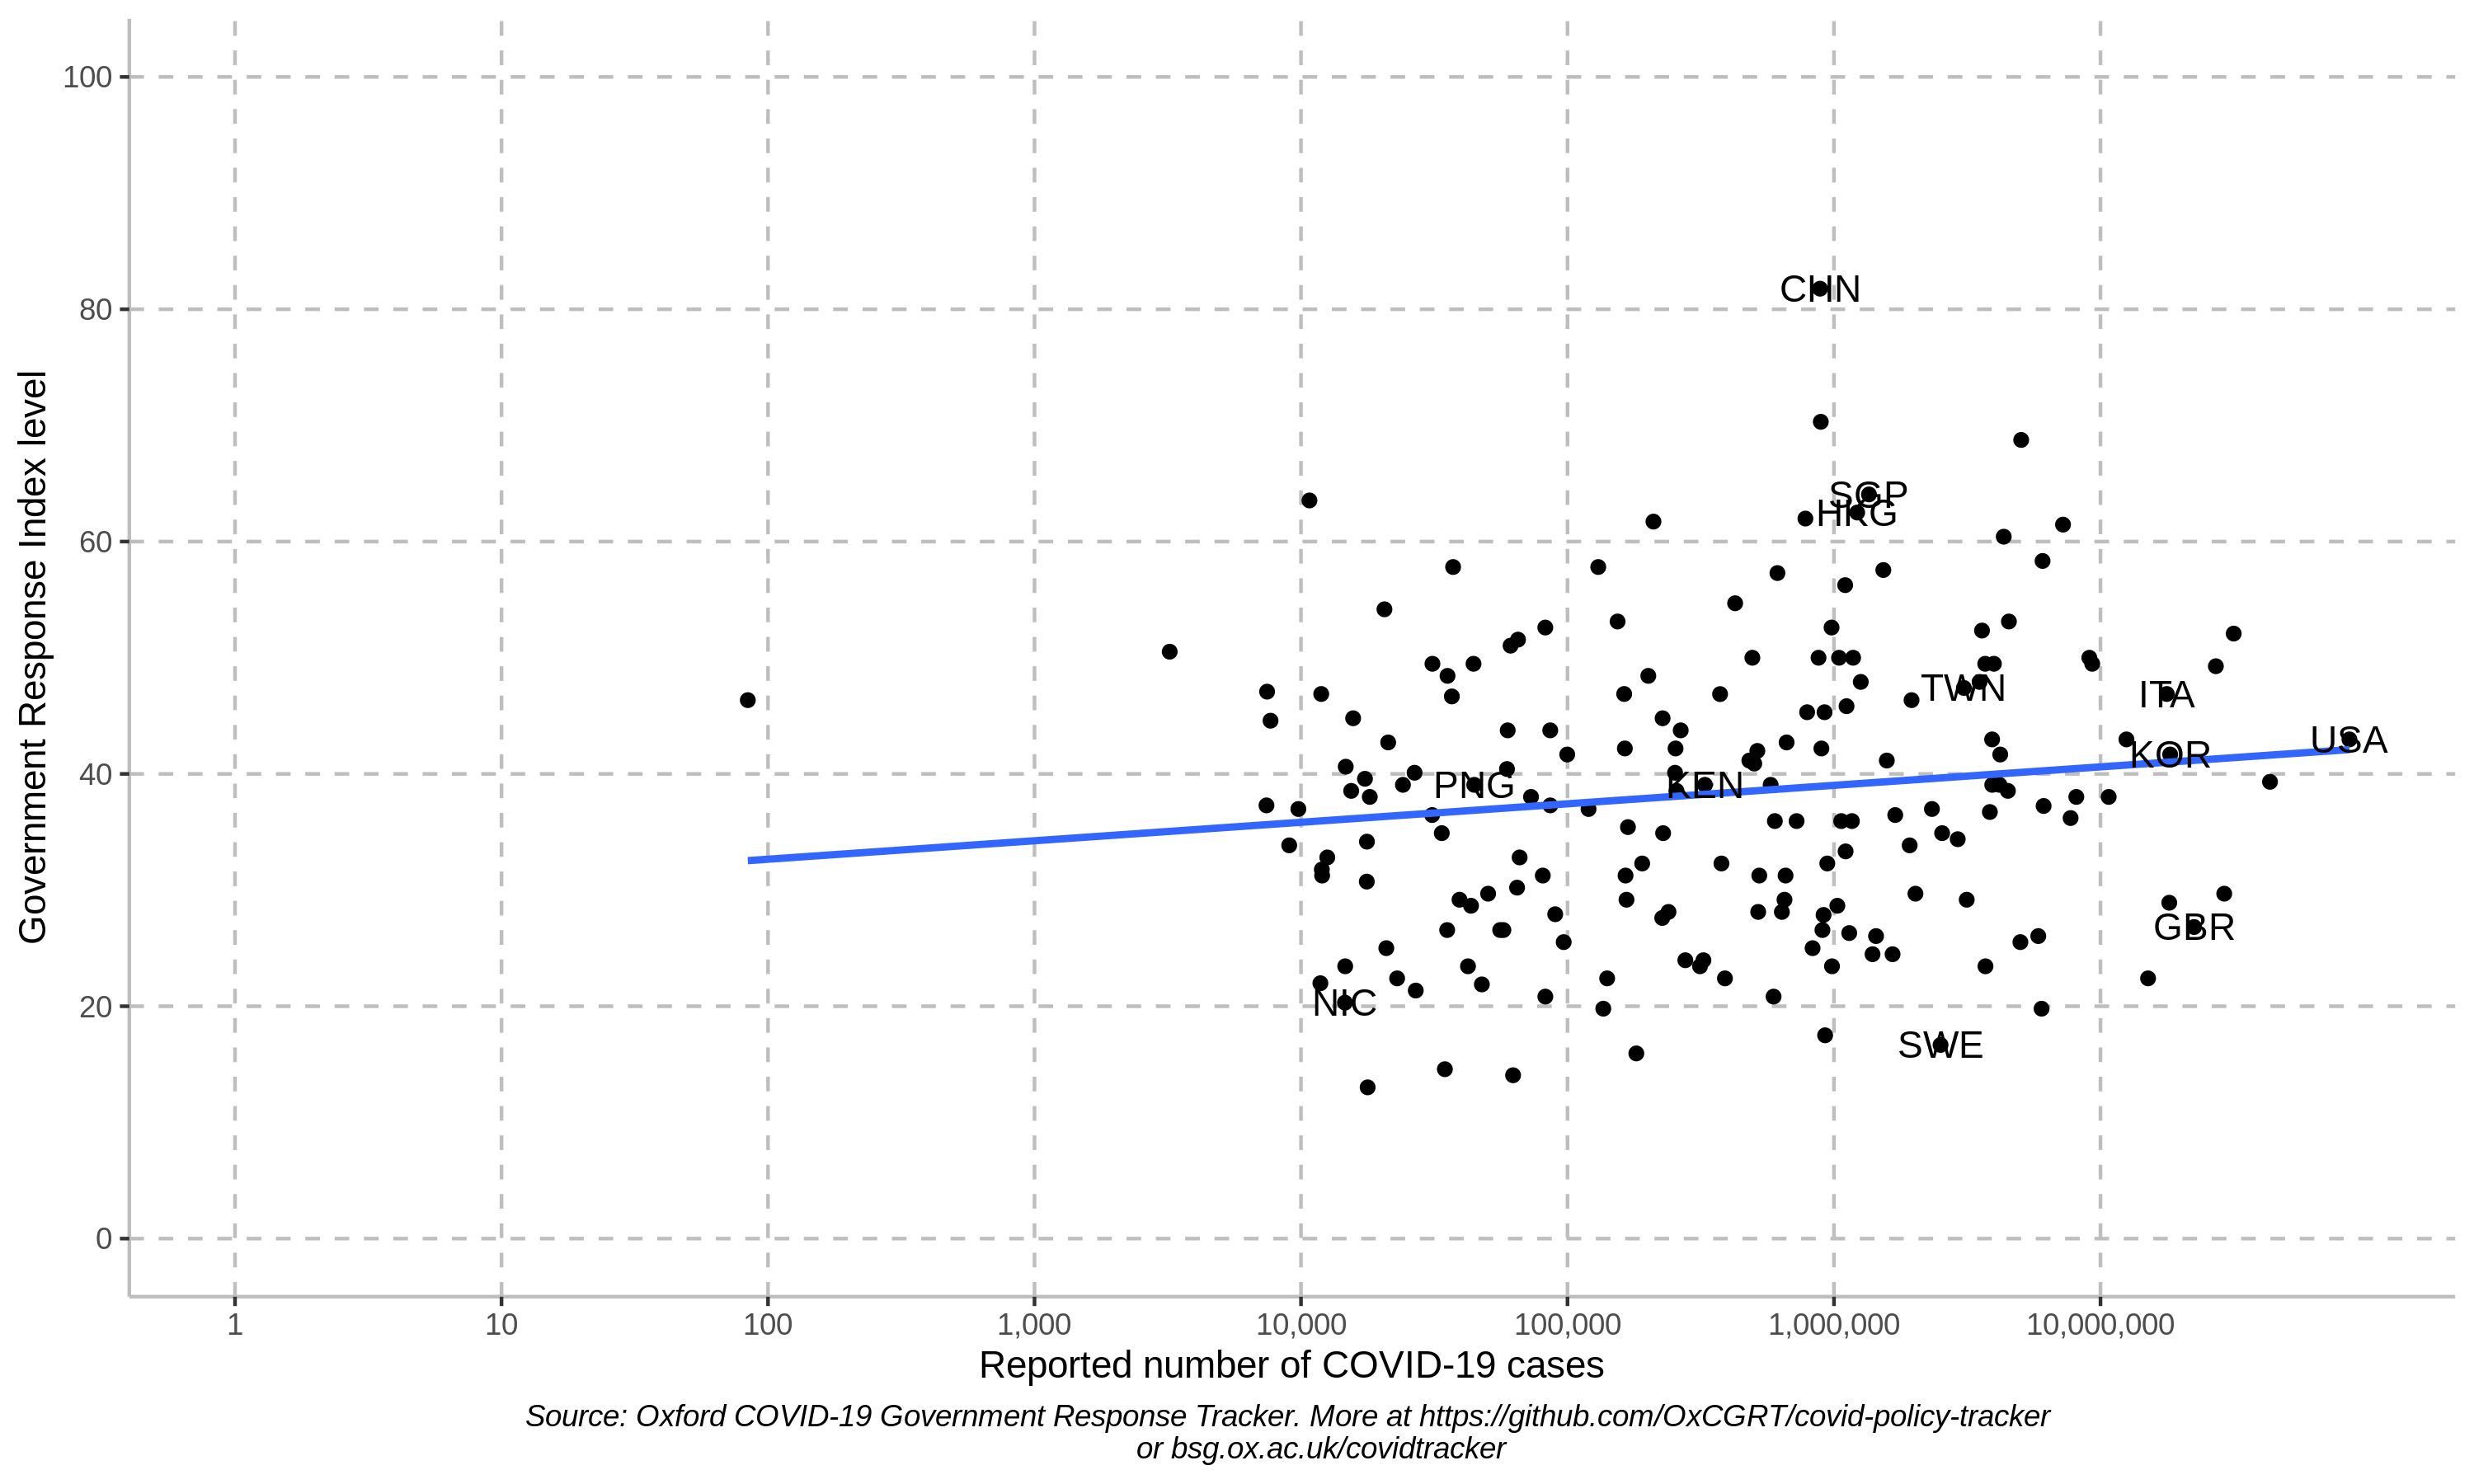 Government Response Index level
100
80
60
40
20
0
CHN
SGP
HKG
TWN
ITA
USA
KOR
PNG
KEN
GBR
NIC
SWE
1
10
100
1,000
10,000
100,000
1,000,000
10,000,000
Reported number of COVID-19 cases
Source: Oxford COVID-19 Government Response Tracker. More at https://github.com/OxCGRT/covid-policy-tracker
or bsg.ox.ac.uk/covidtracker